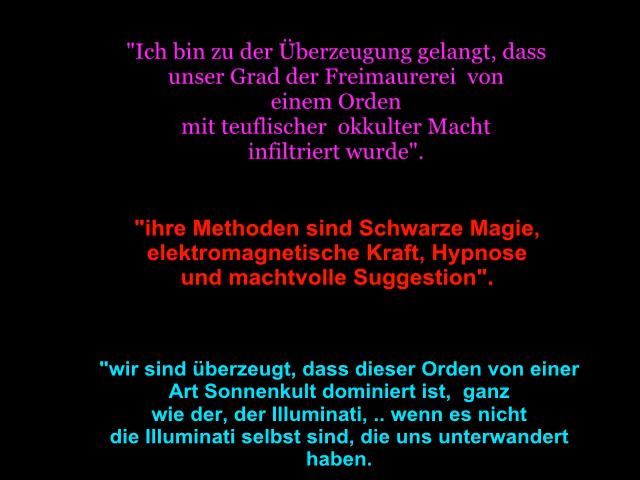 "Ich bin zu der Überzeugung gelangt, dass
unser Grad der Freimaurerei  von
einem Orden
mit teuflischer  okkulter Macht
infiltriert wurde".
"ihre Methoden sind Schwarze Magie,
elektromagnetische Kraft, Hypnose
und machtvolle Suggestion".
"wir sind überzeugt, dass dieser Orden von einer
Art Sonnenkult dominiert ist,  ganz
wie der, der Illuminati, .. wenn es nicht
die Illuminati selbst sind, die uns unterwandert
haben.